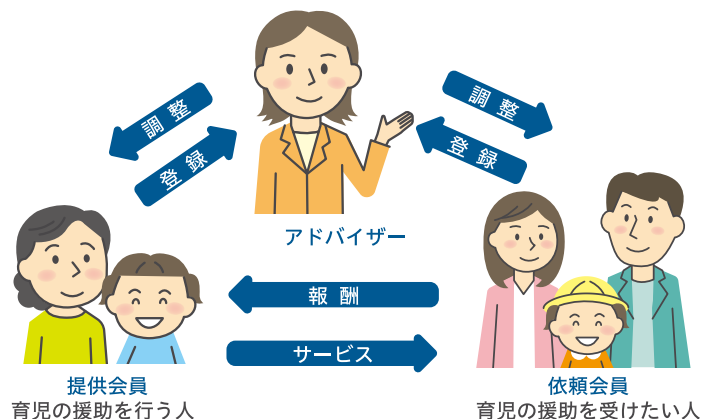 調整
登録
調整
登録
アドバイザー
報酬
サービス
提供会員
育児の援助を行う人
依頼会員
育児の援助を受けたい人